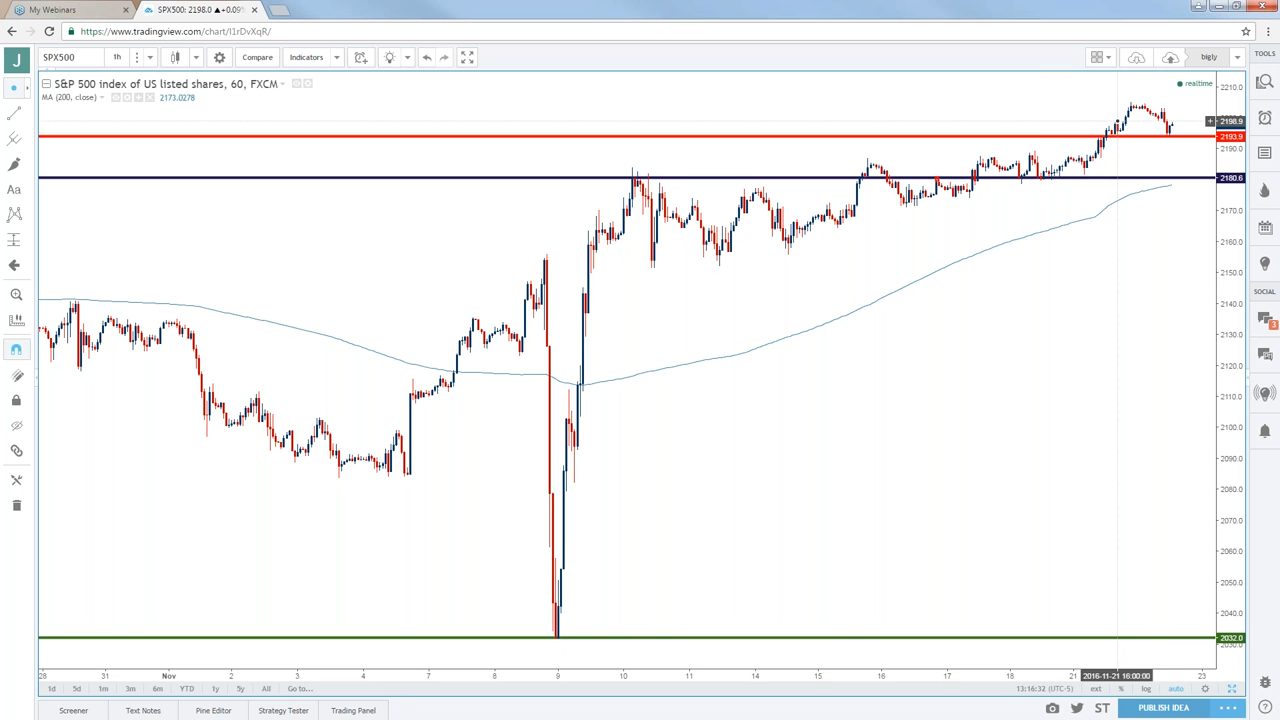 My Webinars
SPX500: 2198.0 ▲ +0.09%
https://www.tradingview.com/chart/I1rDvXqR/
J
SPX500
1h
Compare
Indicators
bigly
TOOLS
S&P 500 index of US listed shares, 60, FXCM
realtime
MA (200, close)
2173.0278
2210.0
2198.9
2193.9
2190.0
2180.6
2170.0
2160.0
2150.0
2140.0
2130.0
2120.0
2110.0
2100.0
2090.0
2080.0
2070.0
2060.0
2050.0
2040.0
2032.0
Aa
SOCIAL
3
28
Nov
2
3
4
7
8
9
10
14
15
16
17
18
21
2016-11-21 16:00:00
23
1d
5d
1m
3m
6m
YTD
1y
5y
All
Go to...
13:16:32 (UTC-5)
ext
%
log
auto
Screener
Text Notes
Pine Editor
Strategy Tester
Trading Panel
ST
PUBLISH IDEA